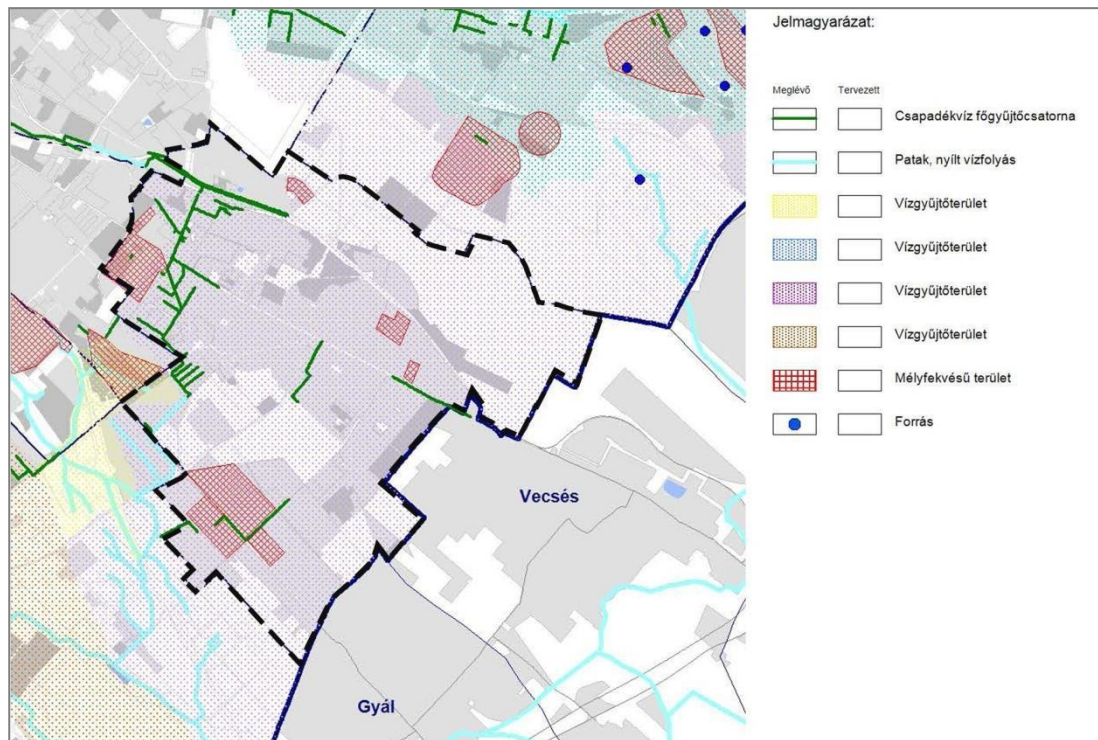 Jelmagyarázat:
Meglévő Tervezett
Csapadékvíz főgyűjtőcsatorna
Patak, nyílt vízfolyás
Vízgyűjtőterület
Vízgyűjtőterület
Vízgyűjtőterület
Vízgyűjtőterület
Mélyfekvésű terület
Forrás
Vecsés
Gyál